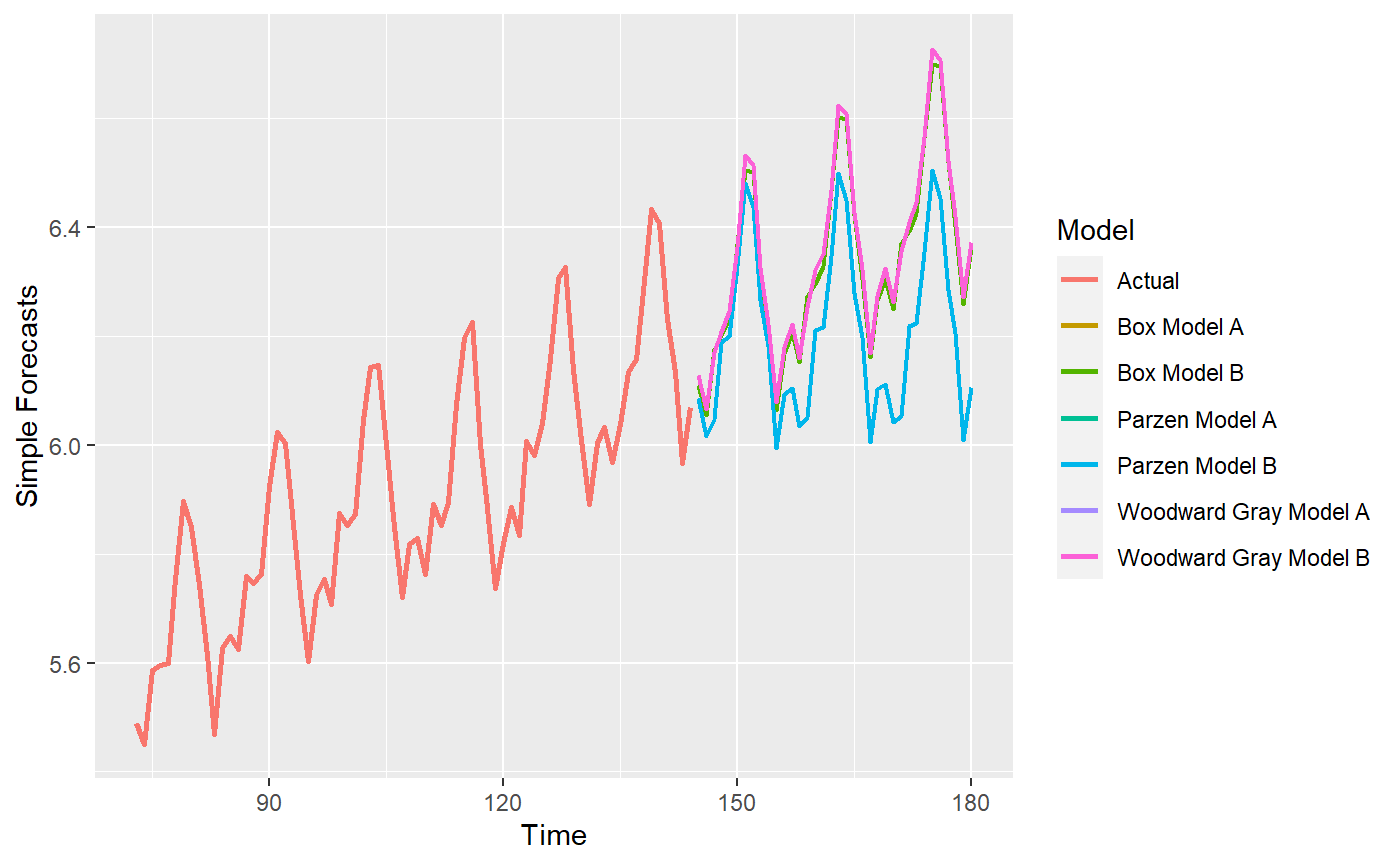 Simple Forecasts
6.4
6.0
5.6
90
120
150
180
Time
Model
Actual
Box Model A
Box Model B
Parzen Model A
Parzen Model B
Woodward Gray Model A
Woodward Gray Model B